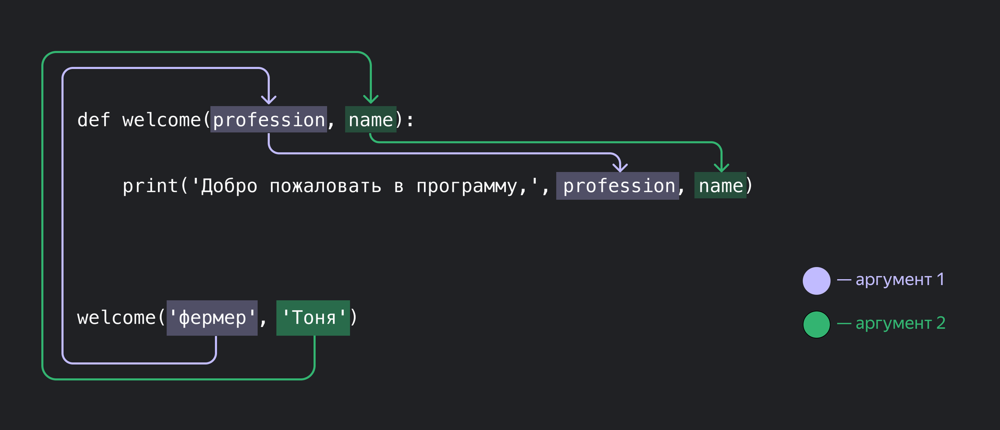 def welcome(profession, name):
print('Добро пожаловать в программу,', profession, name)
welcome('фермер', 'Тоня')
— аргумент 1
— аргумент 2